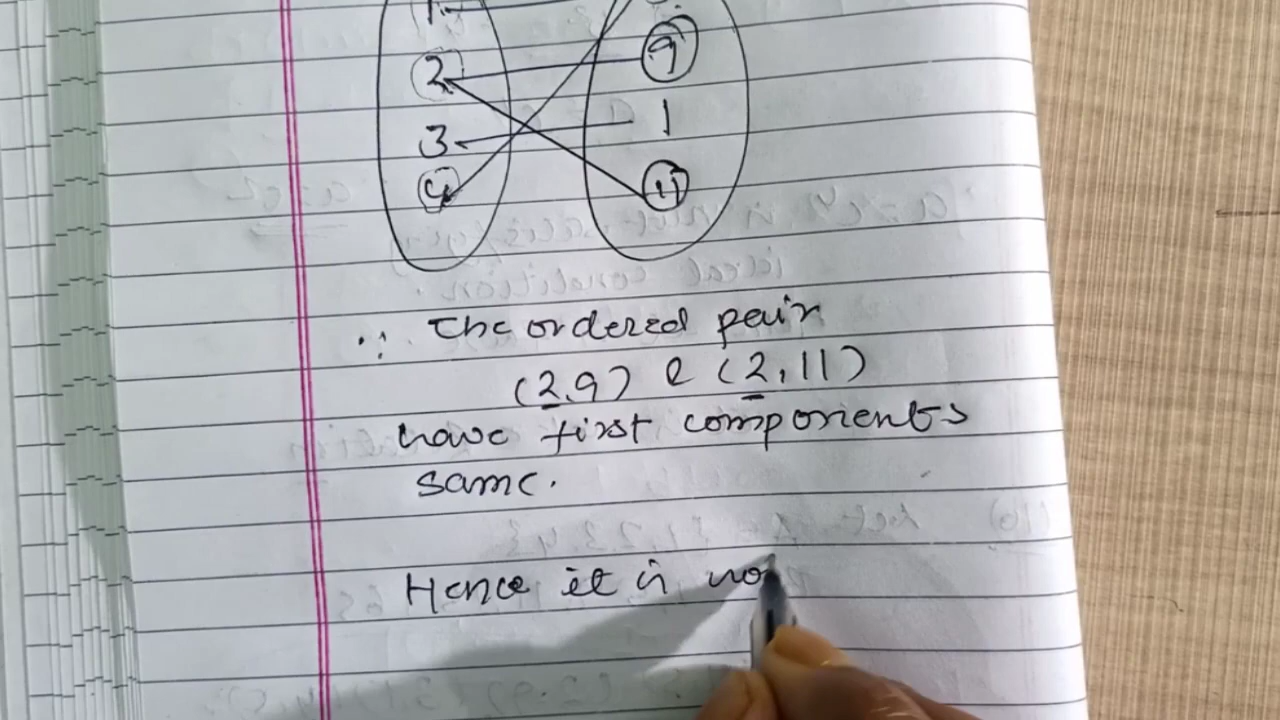 1
2 9
3 1
4 11
∴ The ordered pair
(2,9) & (2,11)
have first components
same.
Hence it is no